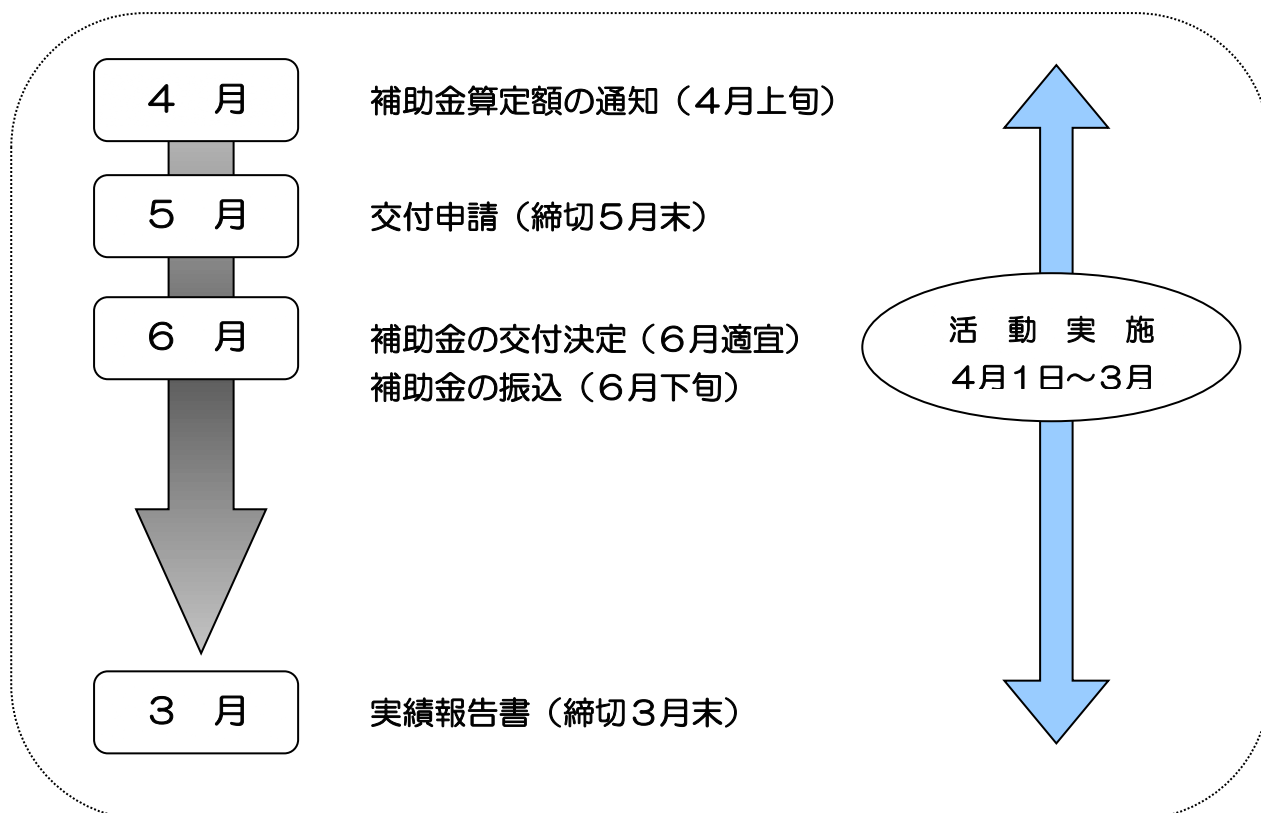 ４　月
補助金算定額の通知（４月上旬）
５　月
交付申請（締切５月末）
６　月
補助金の交付決定（６月適宜）
補助金の振込（６月下旬）
活　動　実　施
４月１日～３月
３　月
実績報告書（締切３月末）